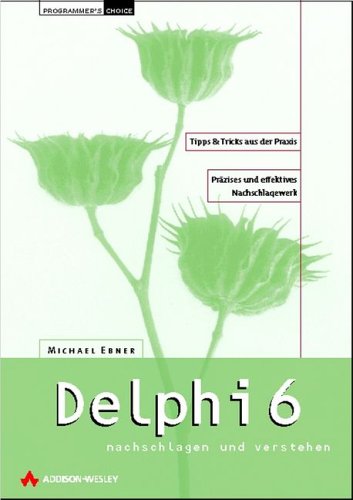 PROGRAMMER'S CHOICE
Tipps & Tricks aus der Praxis
Präzises und effektives
Nachschlagewerk
MICHAEL EBNER
Delphi 6
nachschlagen und verstehen
ADDISON-WESLEY